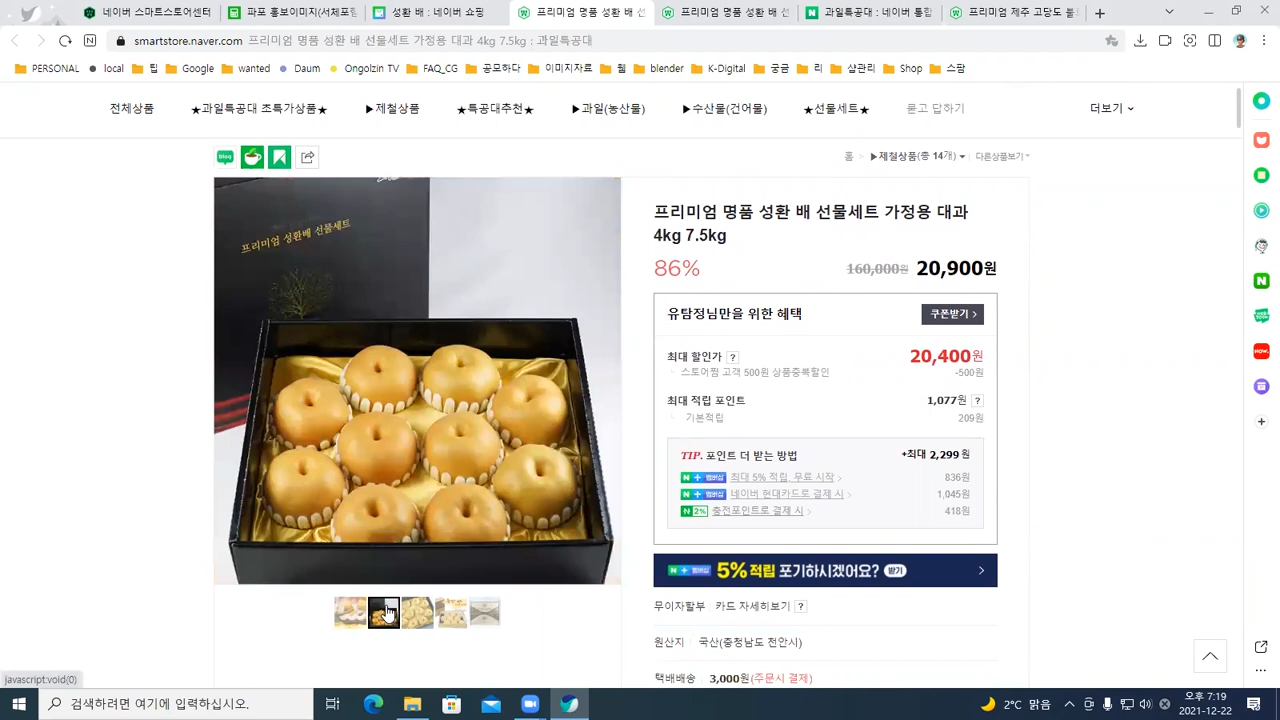 네이버 스마트스토어센터
파포 홍보이미지(서체포
성환 배 : 네이버 쇼핑
프리미엄 명품 성환 배 선
프리미엄 명품 성환 배 선
과일특공대 : 네이버 통합
프리미엄 제주 고당도 불
smartstore.naver.com 프리미엄 명품 성환 배 선물세트 가정용 대과 4kg 7.5kg : 과일특공대
PERSONAL local 팁 Google wanted Daum Ongolzin TV FAQ_CG 공모하다 이미지자료 웹 blender K-Digital 궁금 리 샵관리 Shop 스팜
전체상품 ★과일특공대 초특가상품★ ▶제철상품 ★특공대추천★ ▶과일(농산물) ▶수산물(건어물) ★선물세트★ 묻고 답하기 더보기
blog
홈 > ▶제철상품(총 14개) 다른상품보기
프리미엄 성환배 선물세트
프리미엄 명품 성환 배 선물세트 가정용 대과
4kg 7.5kg
86% 160,000원 20,900원
유탐정님만을 위한 혜택 쿠폰받기 >
최대 할인가 ? 20,400원
스토어찜 고객 500원 상품중복할인 -500원
최대 적립 포인트 1,077원 ?
기본적립 209원
TIP. 포인트 더 받는 방법 +최대 2,299원
N + 멤버십 최대 5% 적립, 무료 시작 > 836원
N + 멤버십 네이버 현대카드로 결제 시 > 1,045원
N 2% 충전포인트로 결제 시 > 418원
N + 멤버십 5% 적립 포기하시겠어요? 받기 >
무이자할부 카드 자세히보기 ?
원산지 국산(충청남도 천안시)
택배배송 3,000원(주문시 결제)
javascript:void(0)
NOW.
검색하려면 여기에 입력하십시오.
2°C 맑음
오후 7:19
2021-12-22